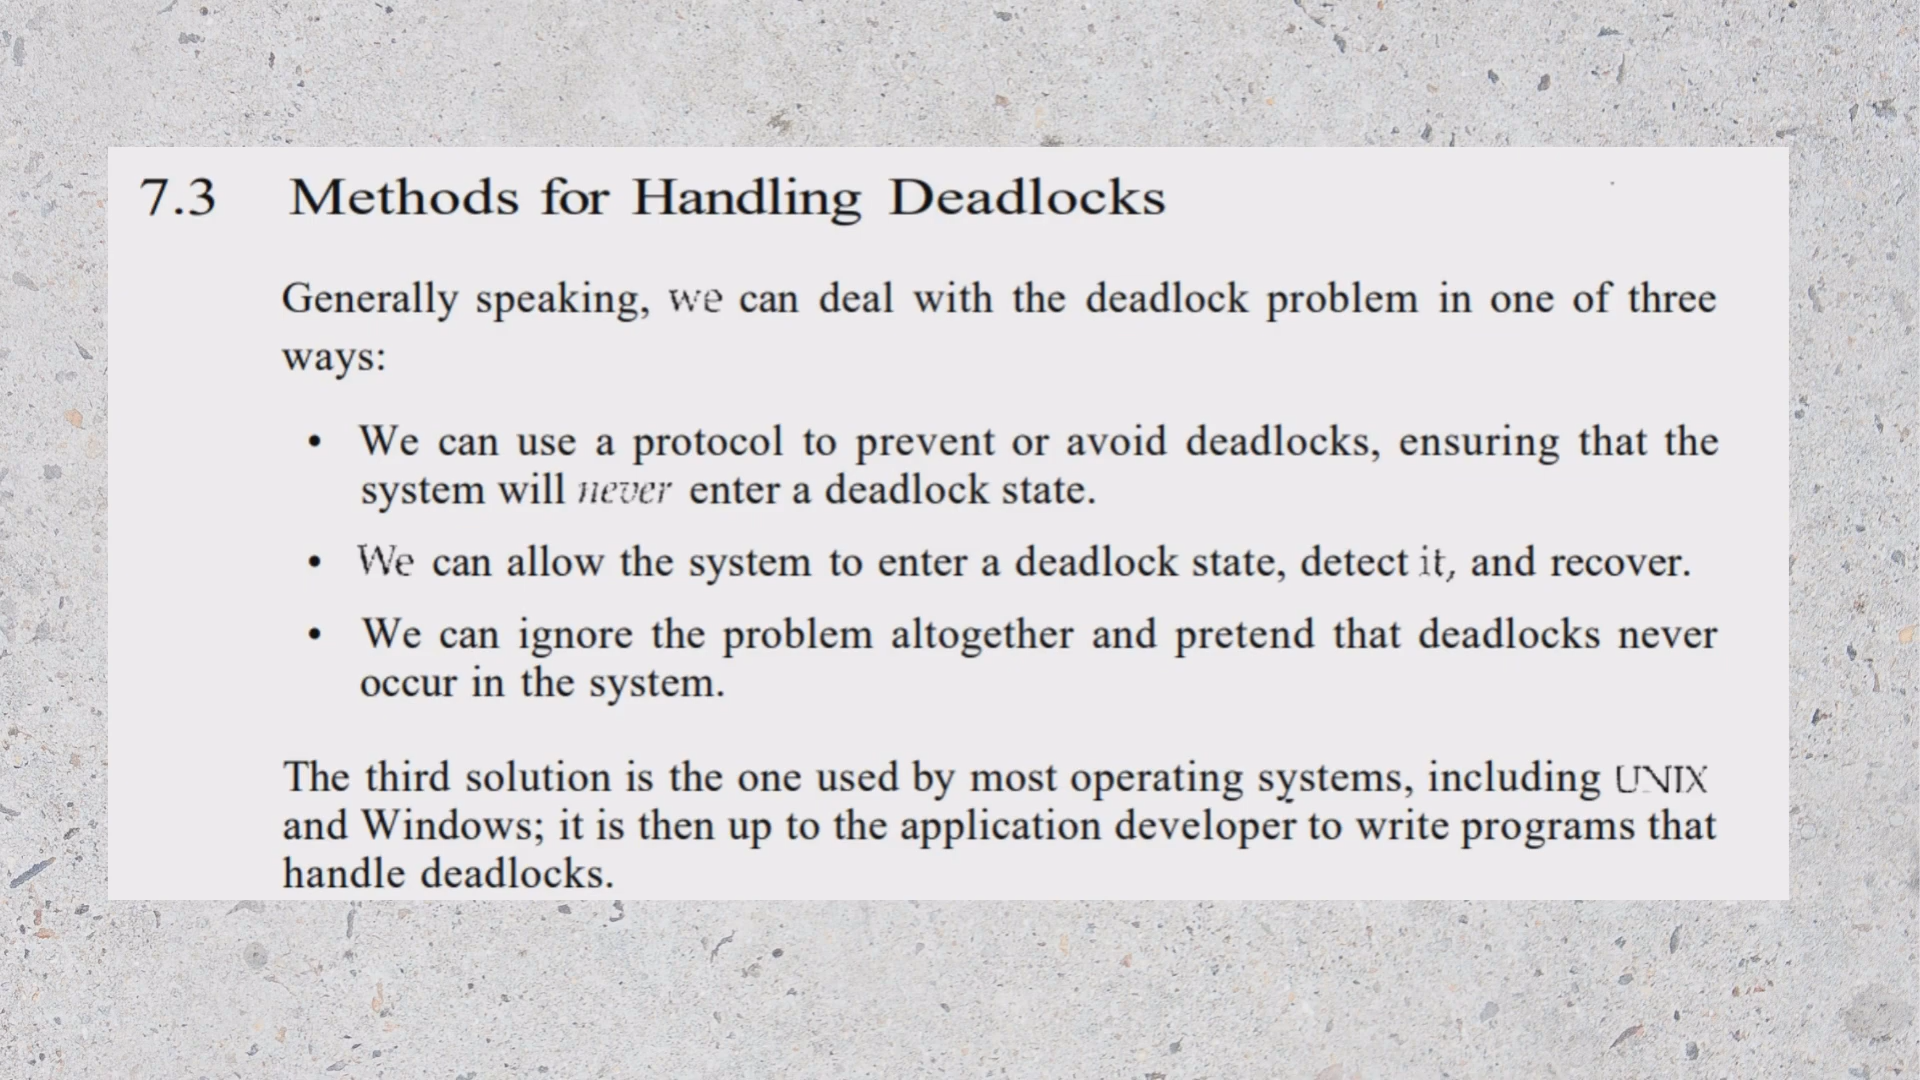 7.3 Methods for Handling Deadlocks
Generally speaking, we can deal with the deadlock problem in one of three
ways:
• We can use a protocol to prevent or avoid deadlocks, ensuring that the
system will never enter a deadlock state.
• We can allow the system to enter a deadlock state, detect it, and recover.
• We can ignore the problem altogether and pretend that deadlocks never
occur in the system.
The third solution is the one used by most operating systems, including UNIX
and Windows; it is then up to the application developer to write programs that
handle deadlocks.